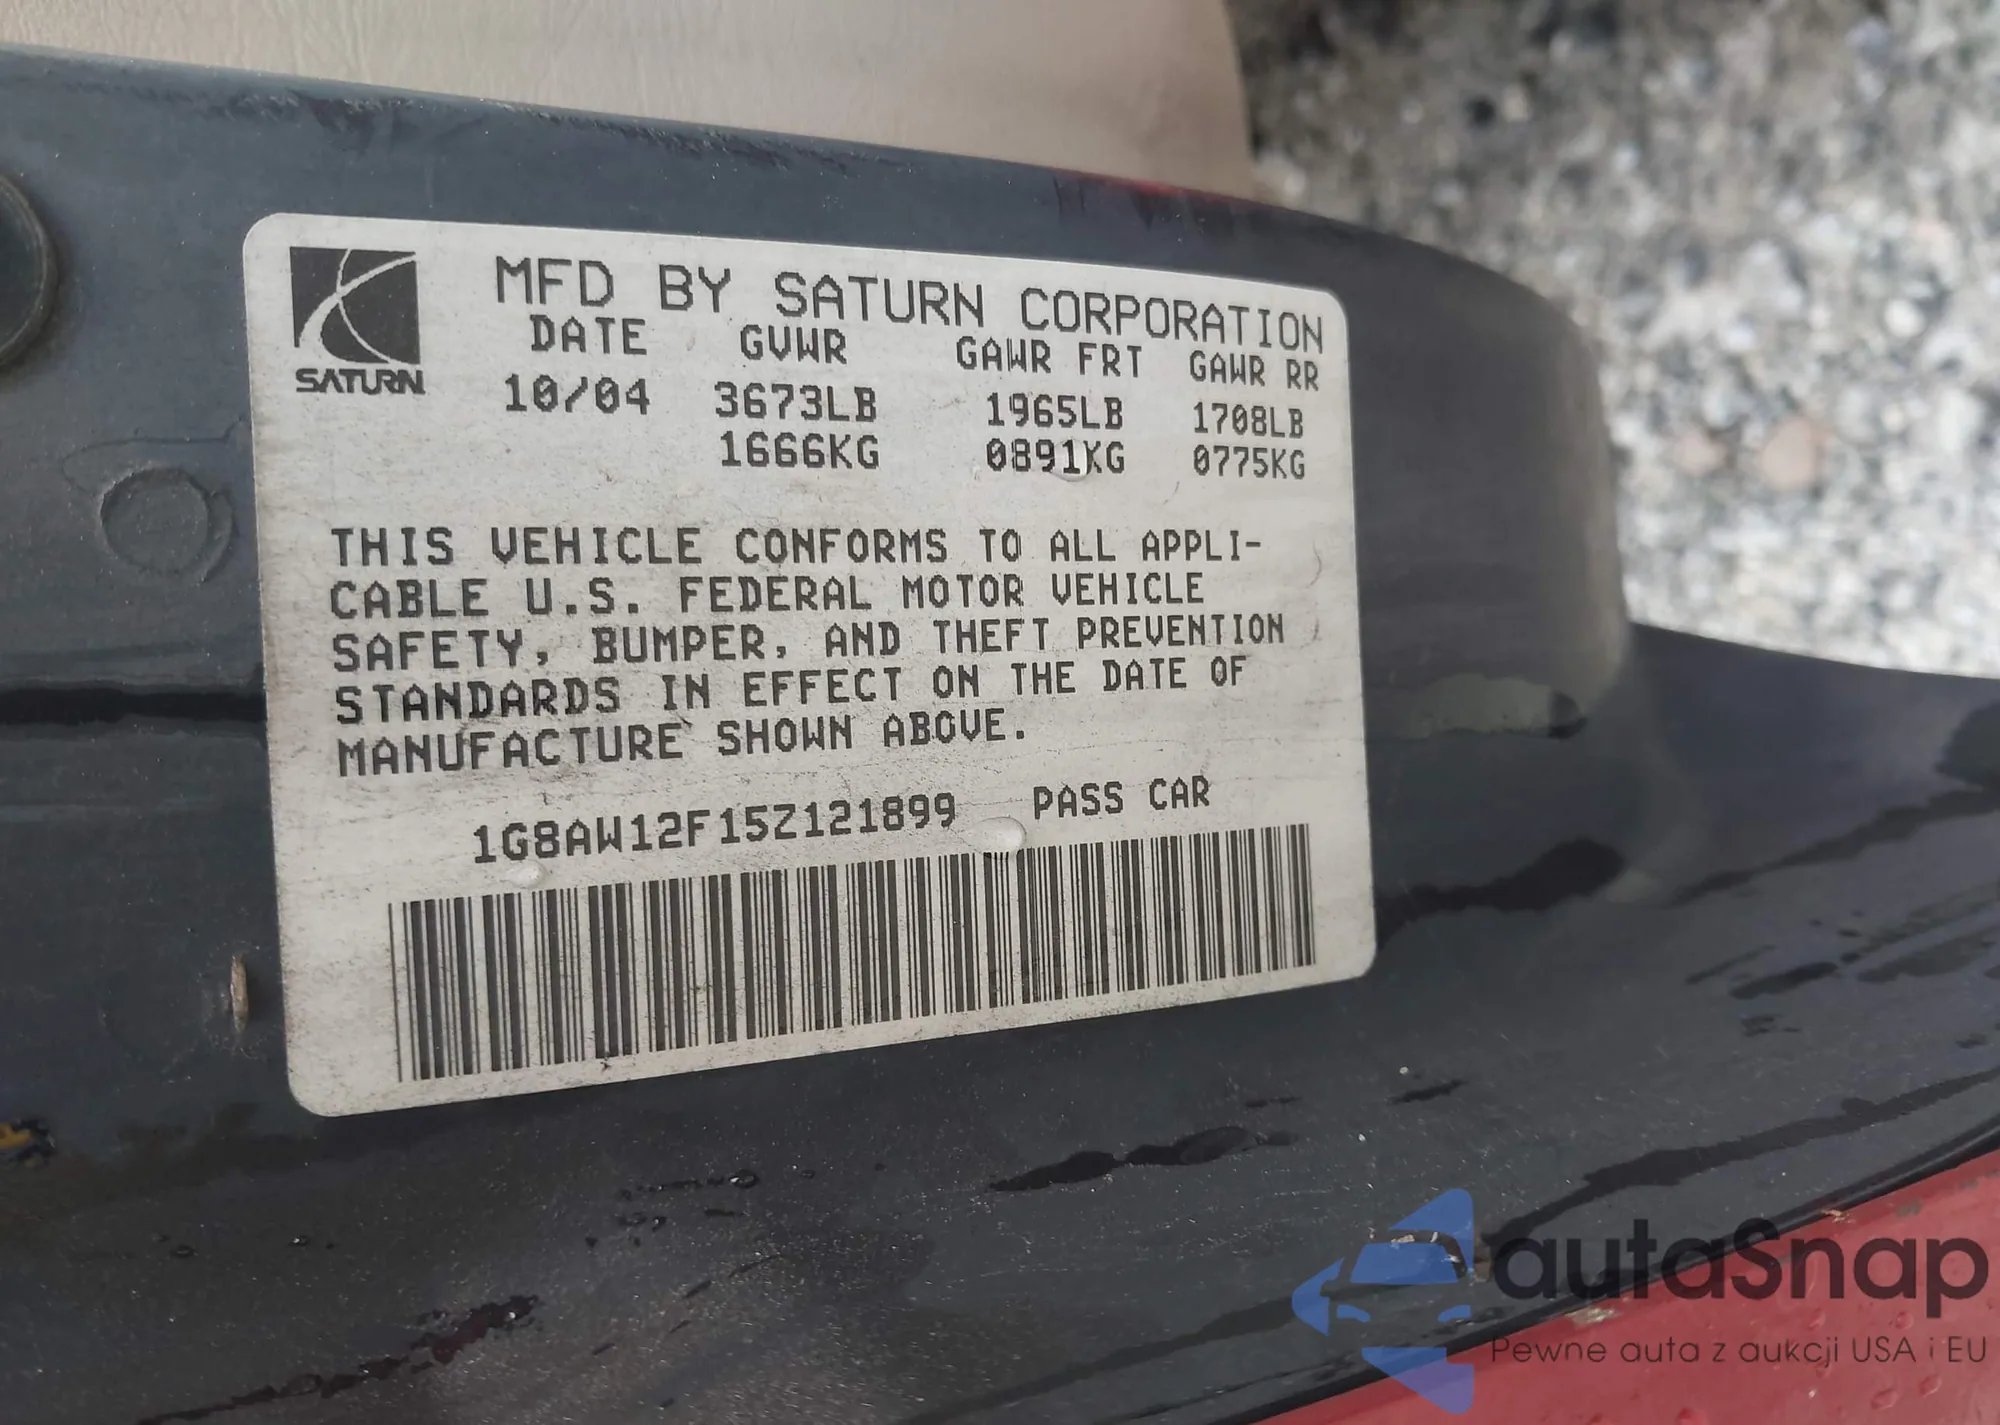 MFD BY SATURN CORPORATION
DATE GVWR GAWR FRT GAWR RR
SATURN
10/04 3673LB 1965LB 1708LB
1666KG 0891KG 0775KG
THIS VEHICLE CONFORMS TO ALL APPLI-
CABLE U.S. FEDERAL MOTOR VEHICLE
SAFETY, BUMPER, AND THEFT PREVENTION
STANDARDS IN EFFECT ON THE DATE OF
MANUFACTURE SHOWN ABOVE.
1G8AW12F15Z121899 PASS CAR
autaSnap
Pewne auta z aukcji USA i EU